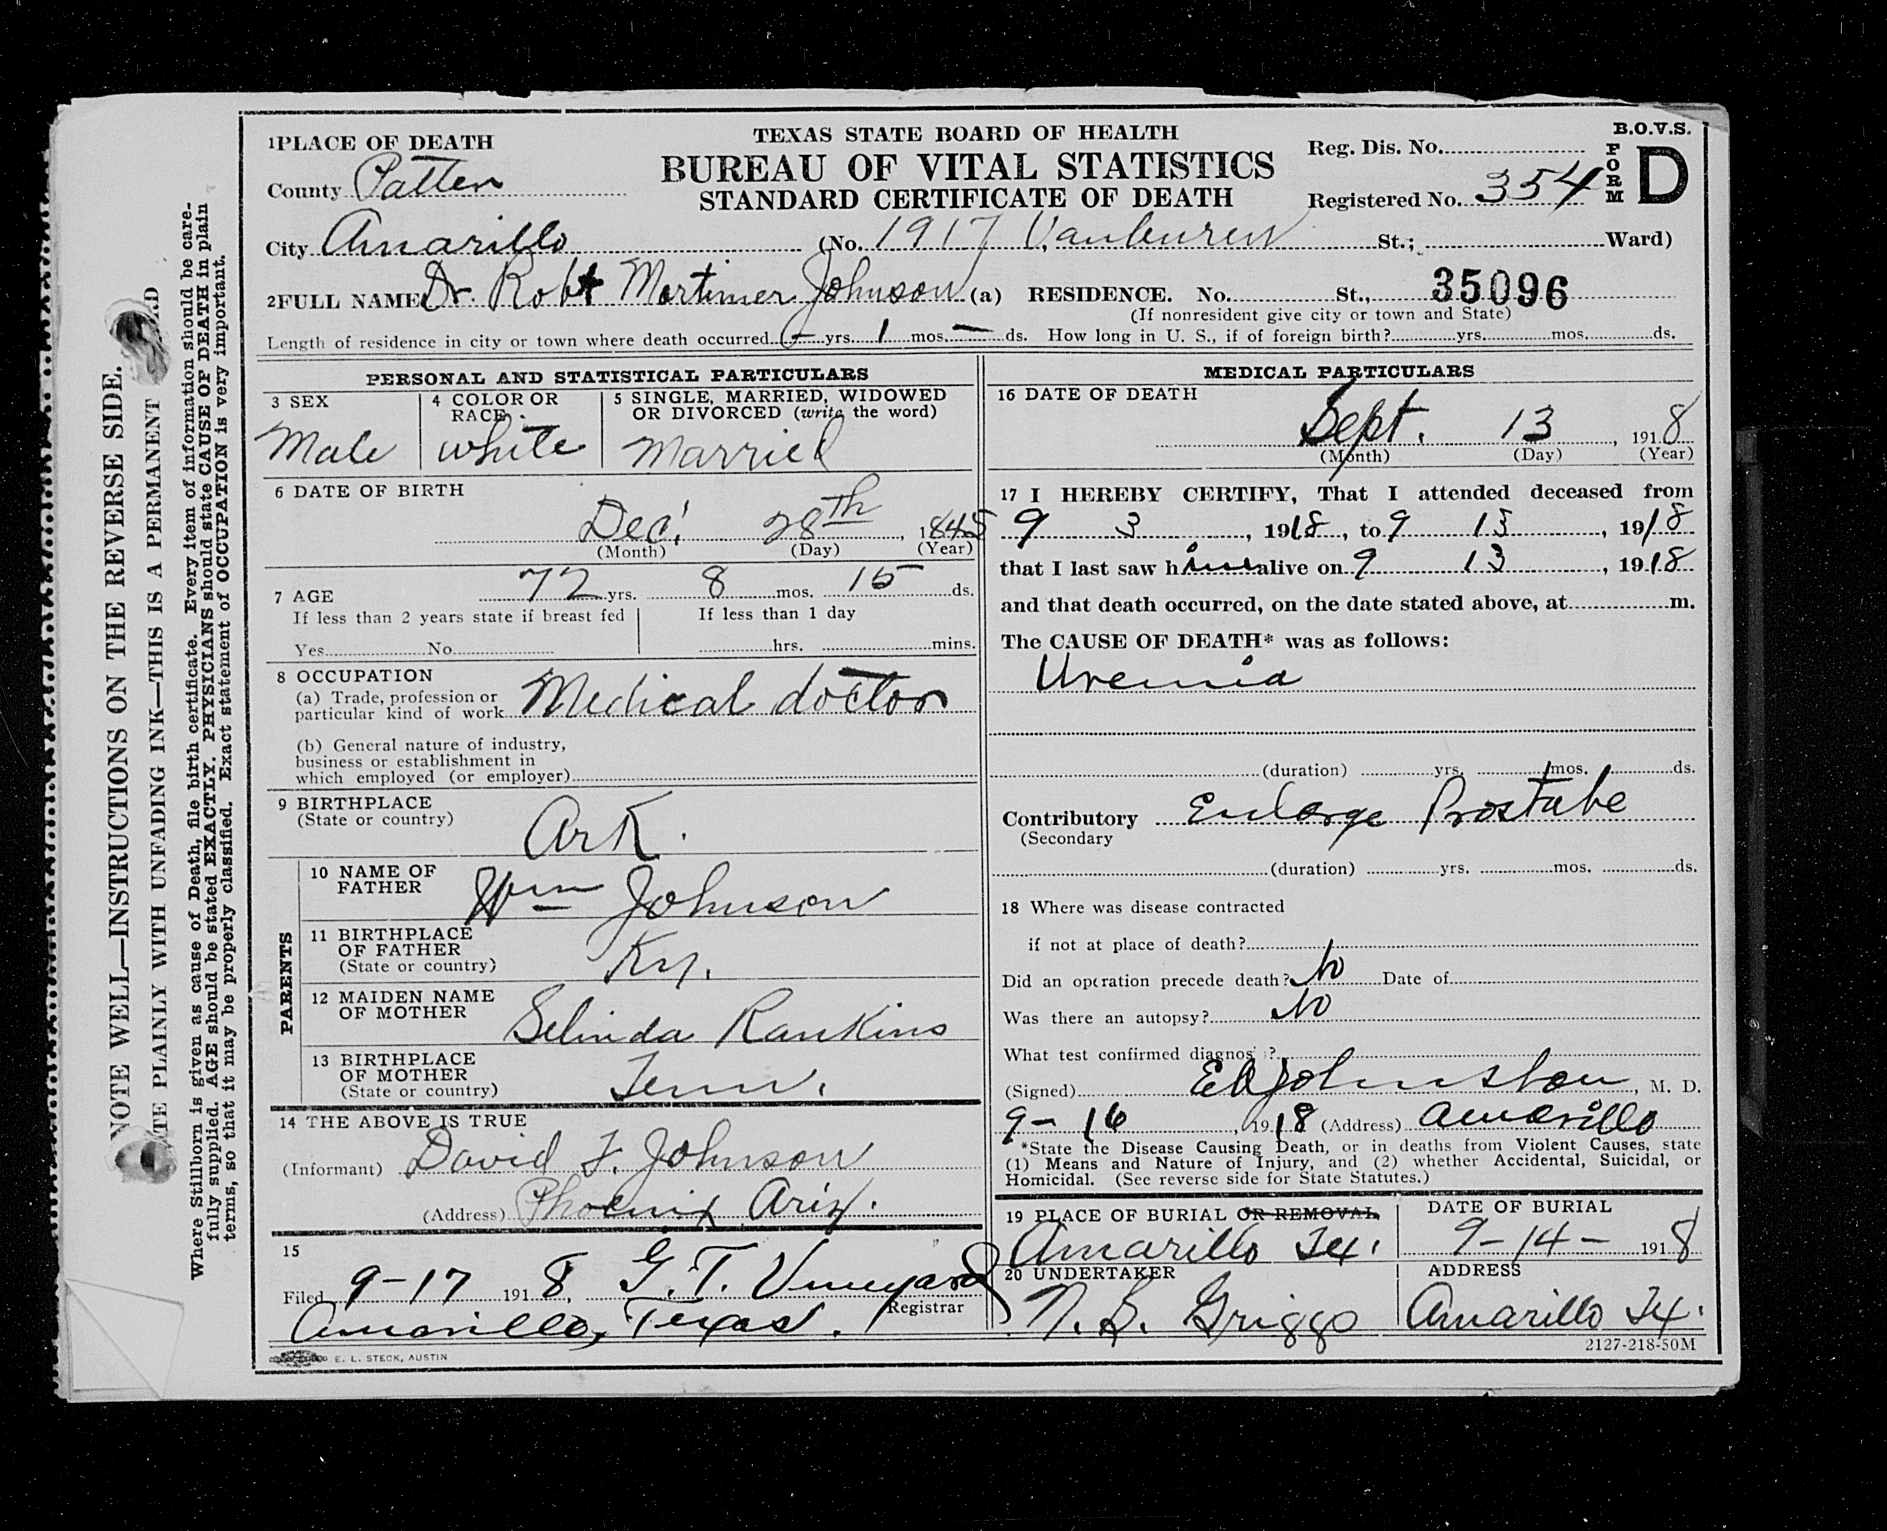 1 PLACE OF DEATH
TEXAS STATE BOARD OF HEALTH
BUREAU OF VITAL STATISTICS
STANDARD CERTIFICATE OF DEATH
B.O.V.S.
FORM D
Reg. Dis. No.
Registered No. 354
County Patten
City Amarillo (No. 1917 Vanburen St.; Ward)
2 FULL NAME Dr. Robt Mortimer Johnson (a) RESIDENCE. No. St., 35096
(If nonresident give city or town and State)
Length of residence in city or town where death occurred yrs. 1 mos. — ds. How long in U. S., if of foreign birth? yrs. mos. ds.
PERSONAL AND STATISTICAL PARTICULARS
3 SEX
Male
4 COLOR OR
RACE
White
5 SINGLE, MARRIED, WIDOWED
OR DIVORCED (write the word)
Married
6 DATE OF BIRTH
Dec. 28th, 1845
(Month) (Day) (Year)
7 AGE 72 yrs. 8 mos. 15 ds.
If less than 2 years state if breast fed
If less than 1 day
Yes No
hrs. mins.
8 OCCUPATION
(a) Trade, profession or
particular kind of work Medical doctor
(b) General nature of industry,
business or establishment in
which employed (or employer)
9 BIRTHPLACE
(State or country)
Ark.
PARENTS
10 NAME OF
FATHER
Wm Johnson
11 BIRTHPLACE
OF FATHER
(State or country)
Ky.
12 MAIDEN NAME
OF MOTHER
Selinda Rankins
13 BIRTHPLACE
OF MOTHER
(State or country)
Tenn.
14 THE ABOVE IS TRUE
(Informant) David F. Johnson
(Address) Phoenix Ariz.
15
Filed 9-17 1918, G. T. Vineyard
Registrar
Amarillo, Texas.
E. L. STECK, AUSTIN
MEDICAL PARTICULARS
16 DATE OF DEATH
Sept. 13, 1918
(Month) (Day) (Year)
17 I HEREBY CERTIFY, That I attended deceased from
9 3, 1918, to 9 13, 1918
that I last saw him alive on 9 13, 1918
and that death occurred, on the date stated above, at m.
The CAUSE OF DEATH* was as follows:
Uremia
(duration) yrs. mos. ds.
Contributory Enlarge Prostate
(Secondary
(duration) yrs. mos. ds.
18 Where was disease contracted
if not at place of death?
Did an operation precede death? No Date of
Was there an autopsy? No
What test confirmed diagnosis?
(Signed) Johnston, M. D.
9-16, 1918 (Address) Amarillo
*State the Disease Causing Death, or in deaths from Violent Causes, state
(1) Means and Nature of Injury, and (2) whether Accidental, Suicidal, or
Homicidal. (See reverse side for State Statutes.)
19 PLACE OF BURIAL OR REMOVAL
Amarillo Tex.
DATE OF BURIAL
9-14- 1918
20 UNDERTAKER
N. S. Griggs
ADDRESS
Amarillo Tex.
2127-218-50M
NOTE WELL—INSTRUCTIONS ON THE REVERSE SIDE.
TE PLAINLY WITH UNFADING INK—THIS IS A PERMANENT RD
Where Stillborn is given as cause of Death, file birth certificate. Every item of information should be care-
fully supplied. AGE should be stated EXACTLY. PHYSICIANS should state CAUSE OF DEATH in plain
terms, so that it may be properly classified. Exact statement of OCCUPATION is very important.